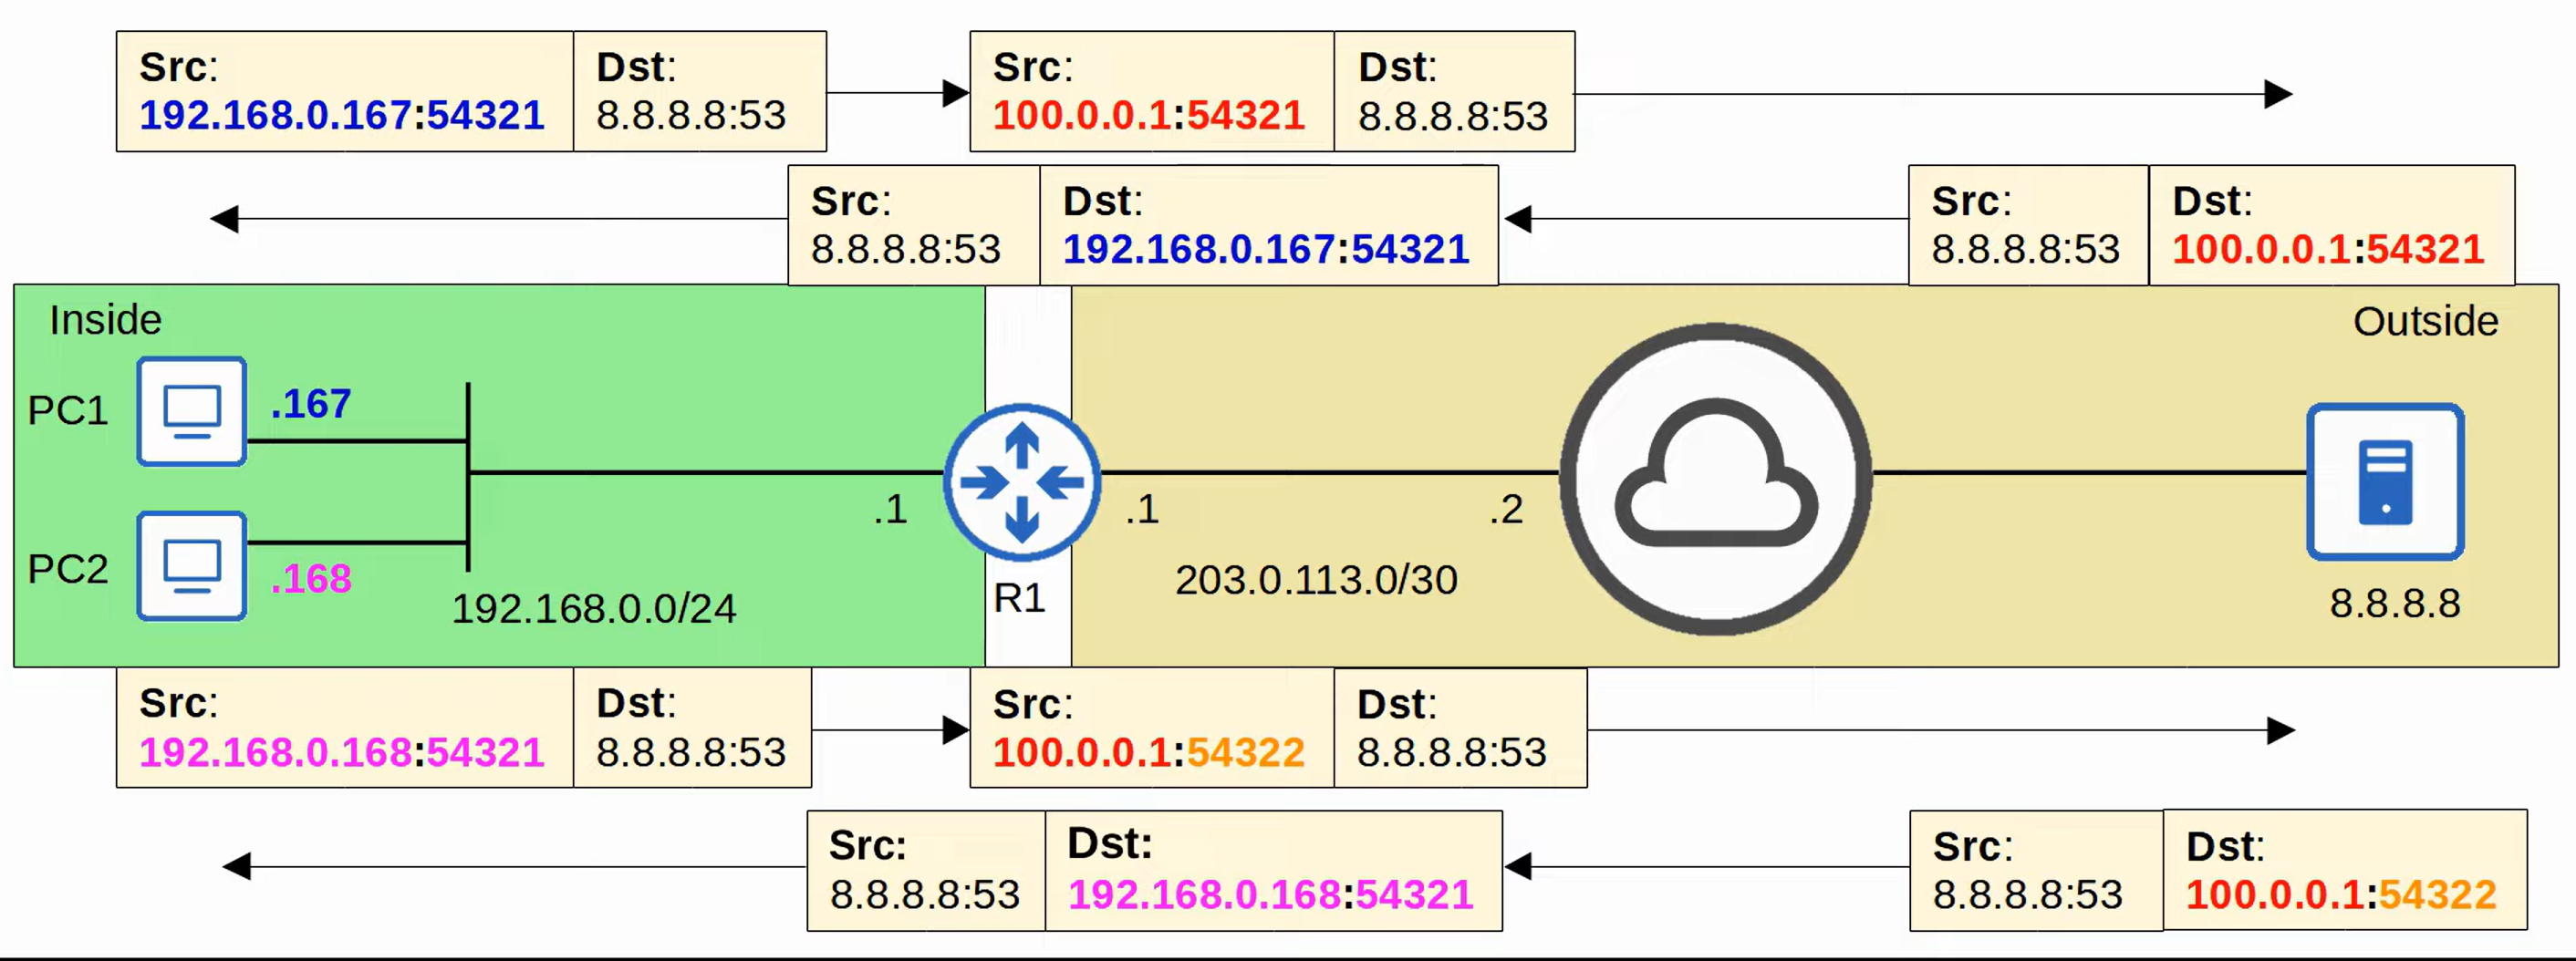 Src:
192.168.0.167:54321
Dst:
8.8.8.8:53
Src:
100.0.0.1:54321
Dst:
8.8.8.8:53
Src:
8.8.8.8:53
Dst:
192.168.0.167:54321
Src:
8.8.8.8:53
Dst:
100.0.0.1:54321
Inside
Outside
PC1
.167
.1
.1
.2
PC2
.168
192.168.0.0/24
R1
203.0.113.0/30
8.8.8.8
Src:
192.168.0.168:54321
Dst:
8.8.8.8:53
Src:
100.0.0.1:54322
Dst:
8.8.8.8:53
Src:
8.8.8.8:53
Dst:
192.168.0.168:54321
Src:
8.8.8.8:53
Dst:
100.0.0.1:54322